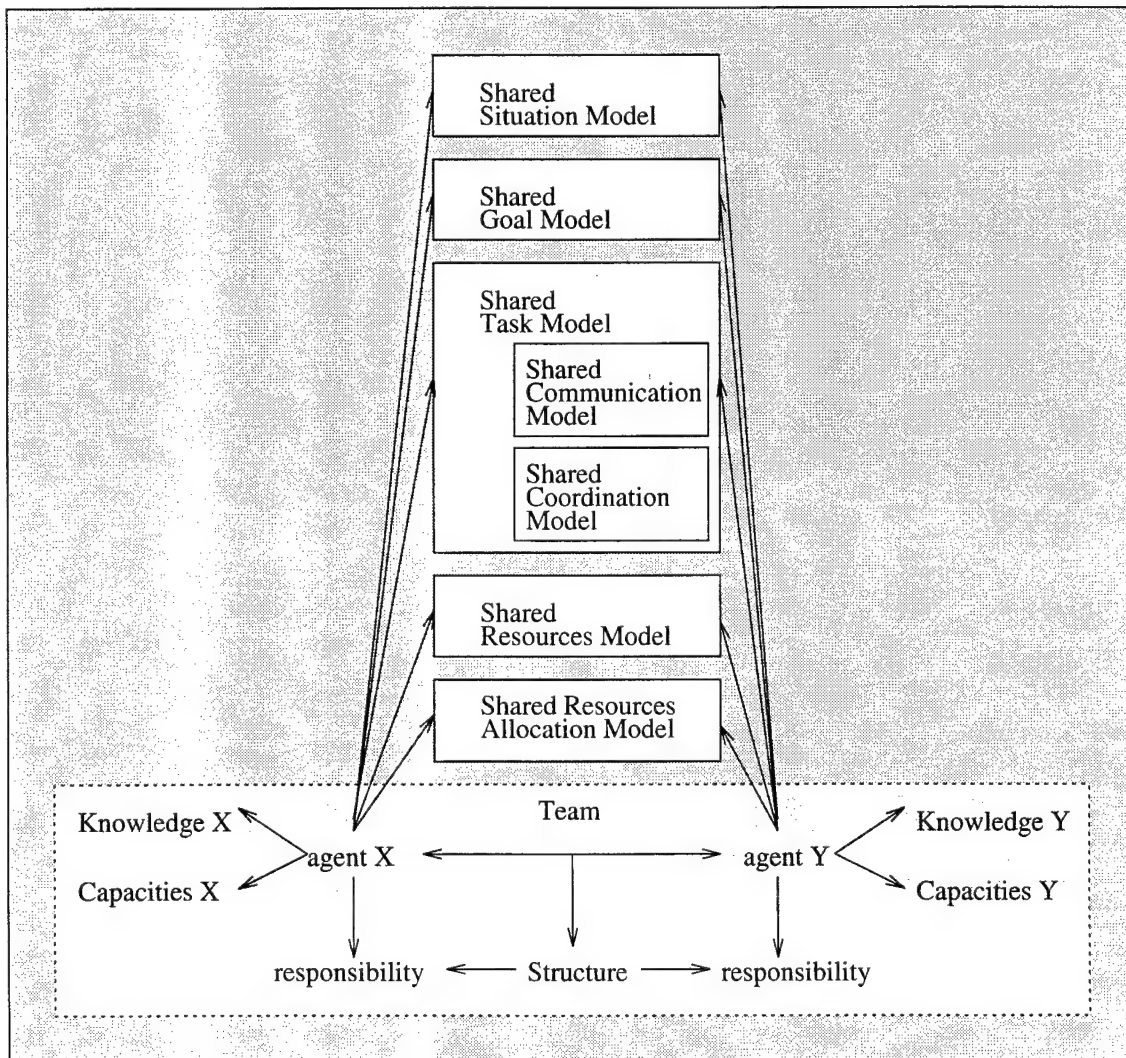 Shared
Situation Model
Shared
Goal Model
Shared
Task Model
Shared
Communication
Model
Shared
Coordination
Model
Shared
Resources Model
Shared Resources
Allocation Model
Team
Knowledge X
agent X
Capacities X
agent Y
Knowledge Y
Capacities Y
responsibility
Structure
responsibility